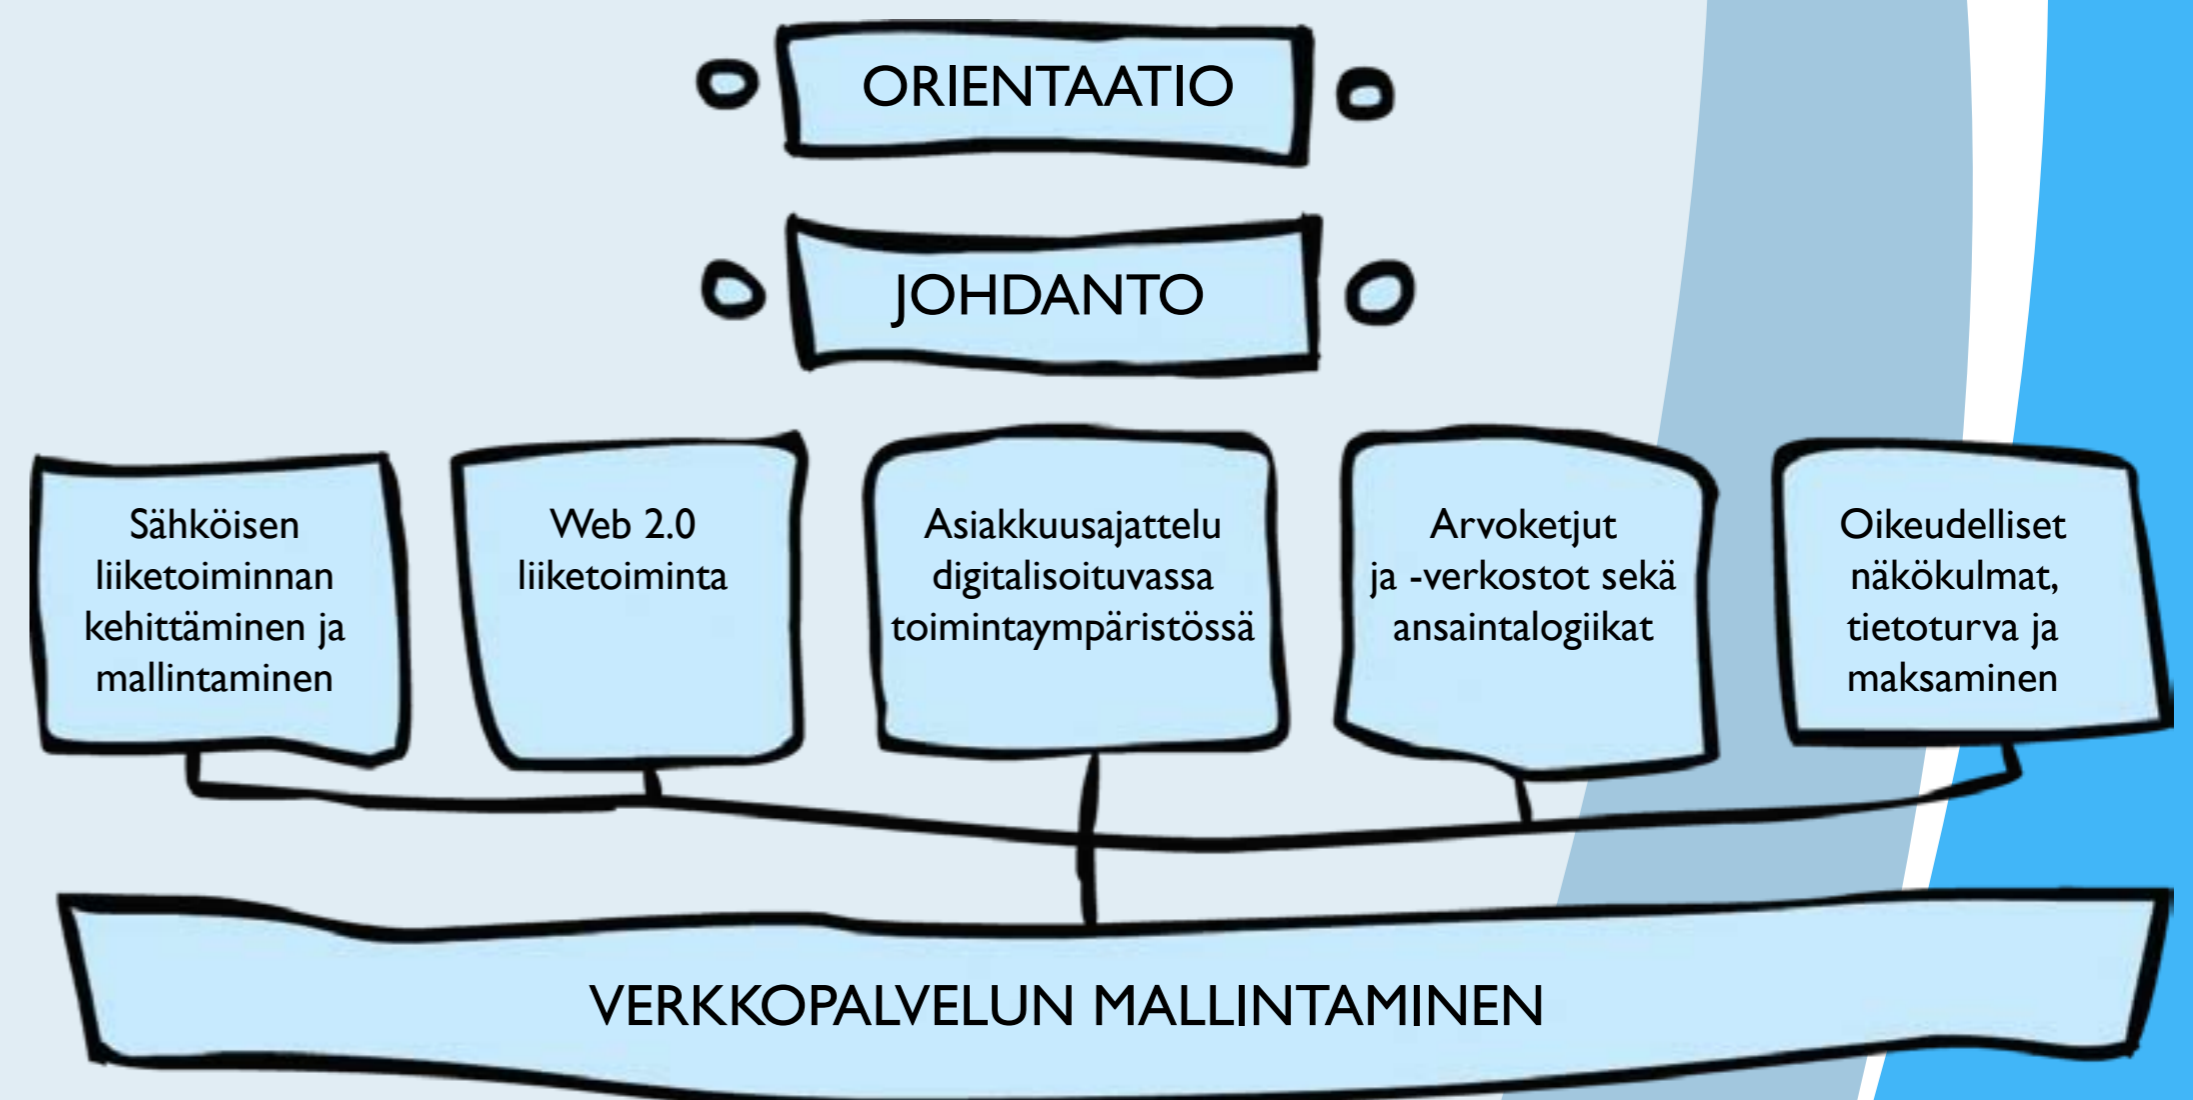 ORIENTAATIO
JOHDANTO
Sähköisen
liiketoiminnan
kehittäminen ja
mallintaminen
Web 2.0
liiketoiminta
Asiakkuusajattelu
digitalisoituvassa
toimintaympäristössä
Arvoketjut
ja -verkostot sekä
ansaintalogiikat
Oikeudelliset
näkökulmat,
tietoturva ja
maksaminen
VERKKOPALVELUN MALLINTAMINEN